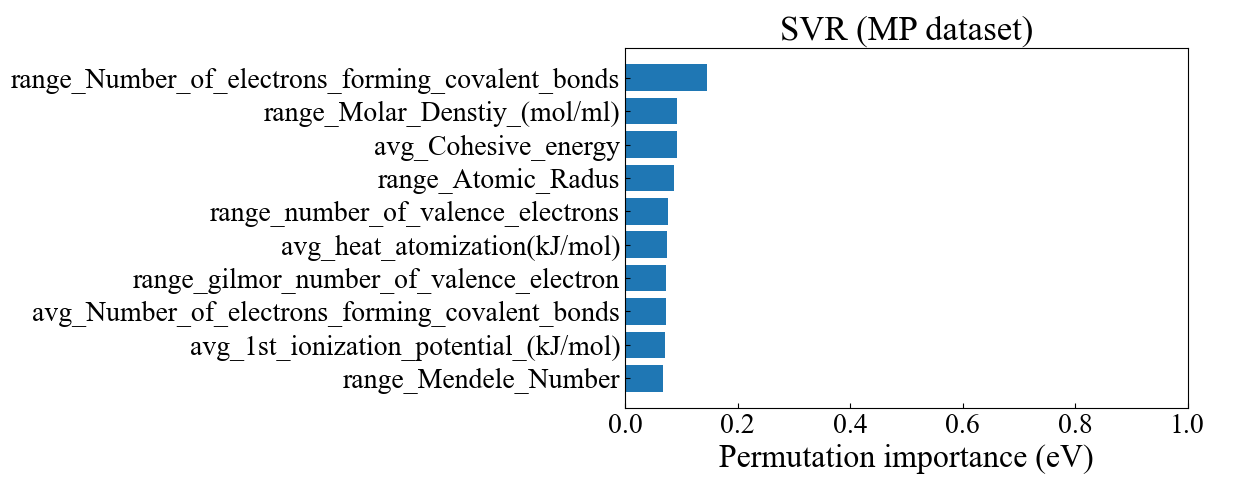 SVR (MP dataset)
range_Number_of_electrons_forming_covalent_bonds
range_Molar_Denstiy_(mol/ml)
avg_Cohesive_energy
range_Atomic_Radus
range_number_of_valence_electrons
avg_heat_atomization(kJ/mol)
range_gilmor_number_of_valence_electron
avg_Number_of_electrons_forming_covalent_bonds
avg_1st_ionization_potential_(kJ/mol)
range_Mendele_Number
0.0 0.2 0.4 0.6 0.8 1.0
Permutation importance (eV)